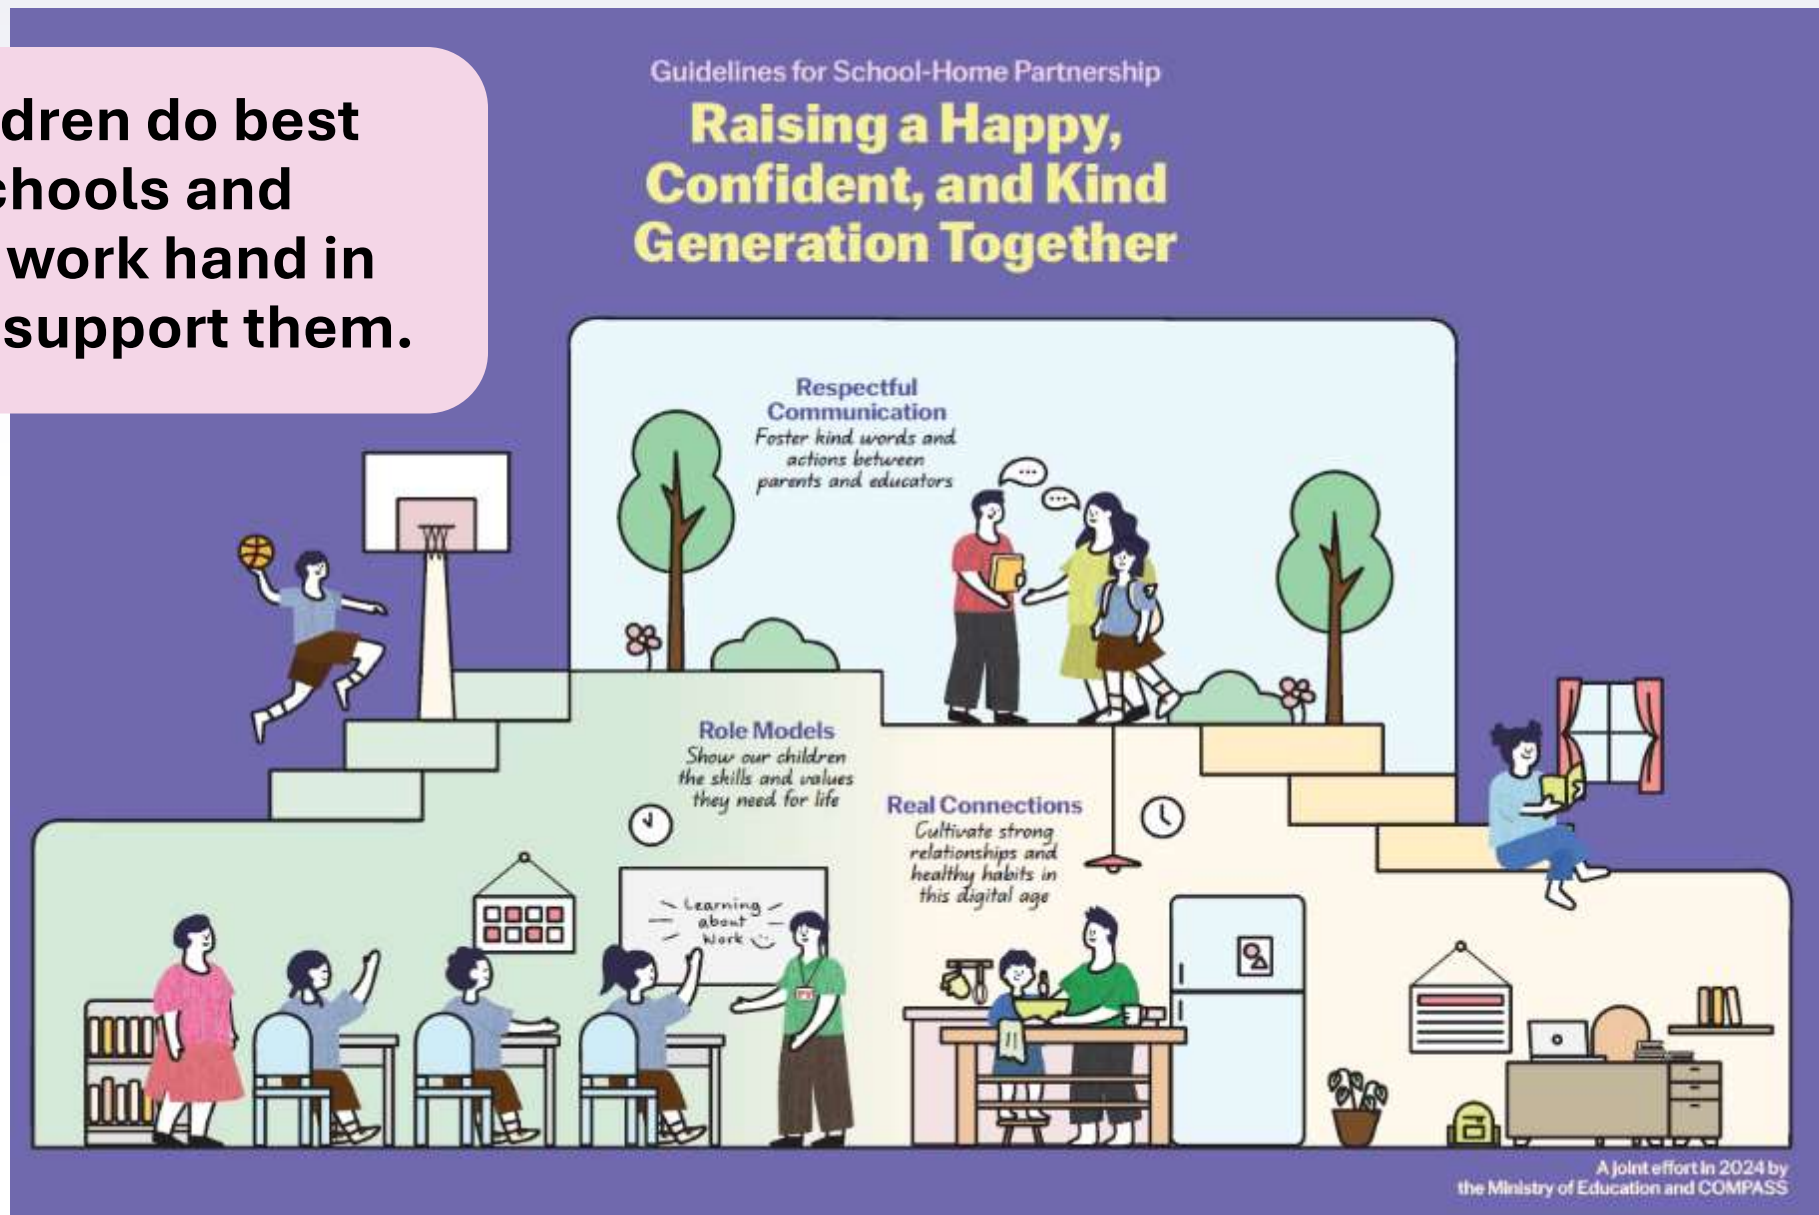 dren do best
chools and
work hand in
support them.
Guidelines for School-Home Partnership
Raising a Happy,
Confident, and Kind
Generation Together
Respectful
Communication
Foster kind words and
actions between
parents and educators
Role Models
Show our children
the skills and values
they need for life
Real Connections
Cultivate strong
relationships and
healthy habits in
this digital age
Learning
about
Work
A joint effort in 2024 by
the Ministry of Education and COMPASS